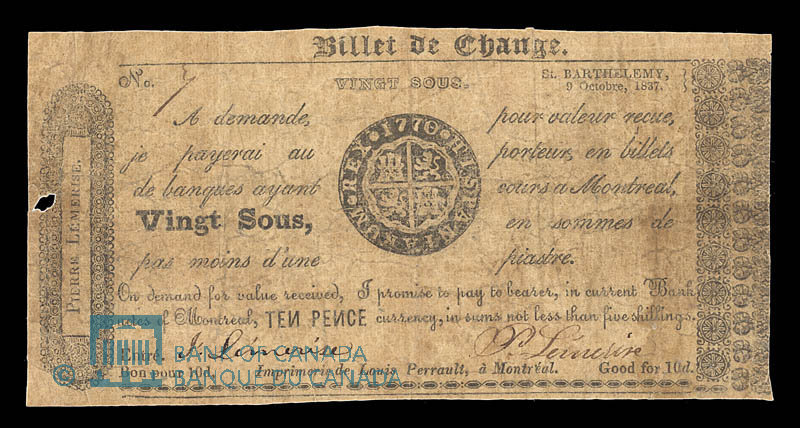 Billet de Change.
No. 7 VINGT SOUS. St. BARTHELEMY,
9 Octobre, 1837.
A demande, pour valeur recue,
je payerai au porteur, en billets
de banques ayant cours a Montreal,
Vingt Sous, en sommes de
pas moins d'une piastre.
·1770·HISPANIARUM·REX
PIERRE LEMERISE.
On demand for value received, I promise to pay to bearer, in current Bank
notes of Montreal, TEN PENCE currency, in sums not less than five shillings.
Entré.
Bon pour 10d. Imprimerie de Louis Perrault, à Montréal. Good for 10d.
© BANK OF CANADA
BANQUE DU CANADA